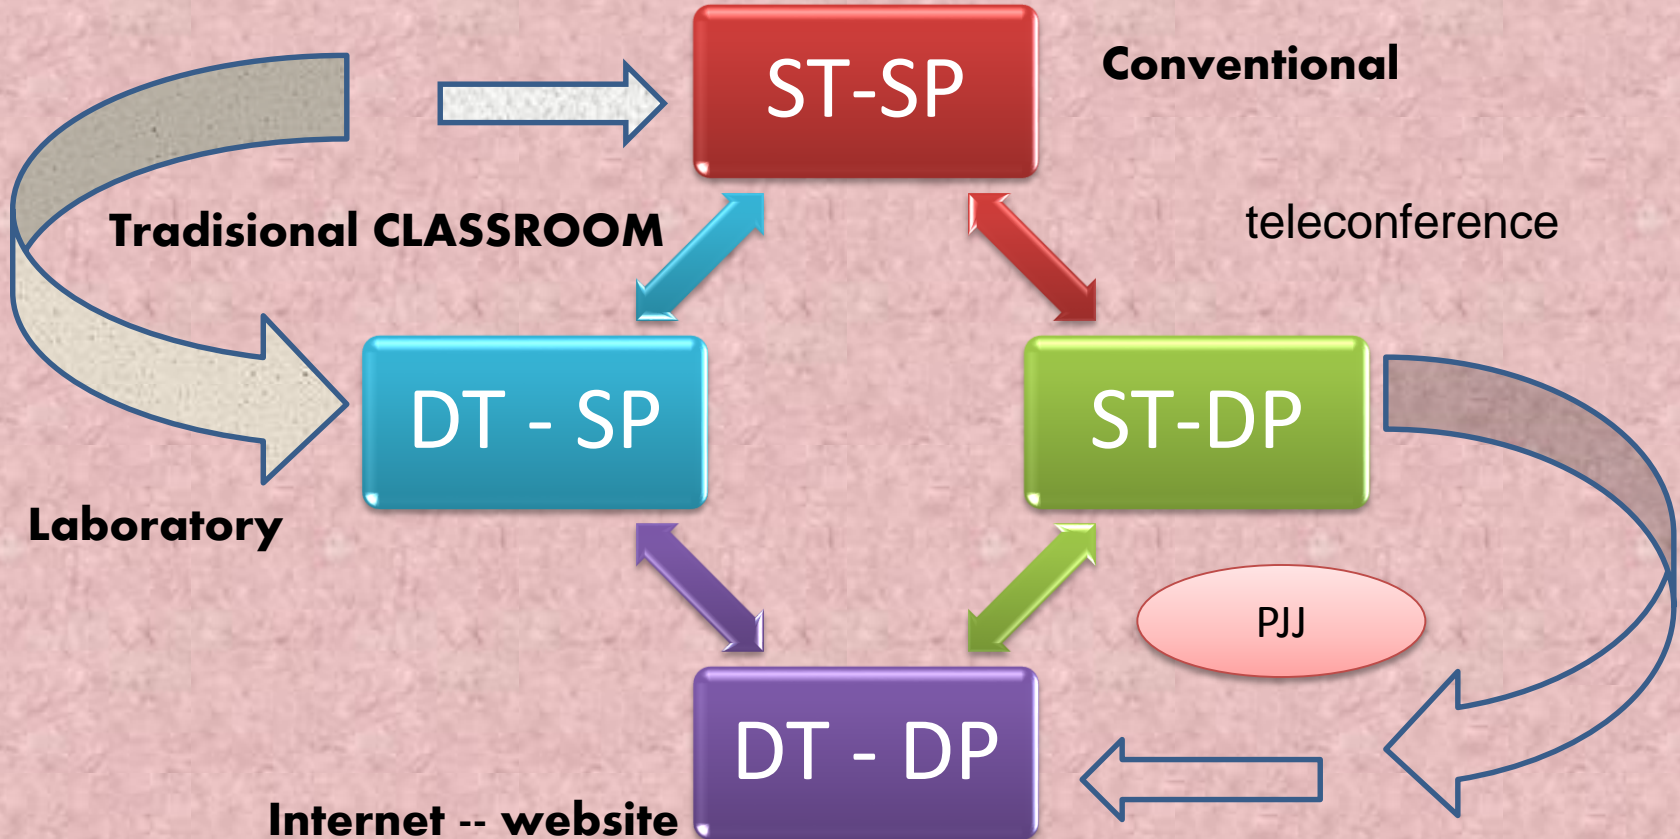 ST-SP
Conventional
Tradisional CLASSROOM
teleconference
DT - SP
ST-DP
Laboratory
PJJ
DT - DP
Internet -- website